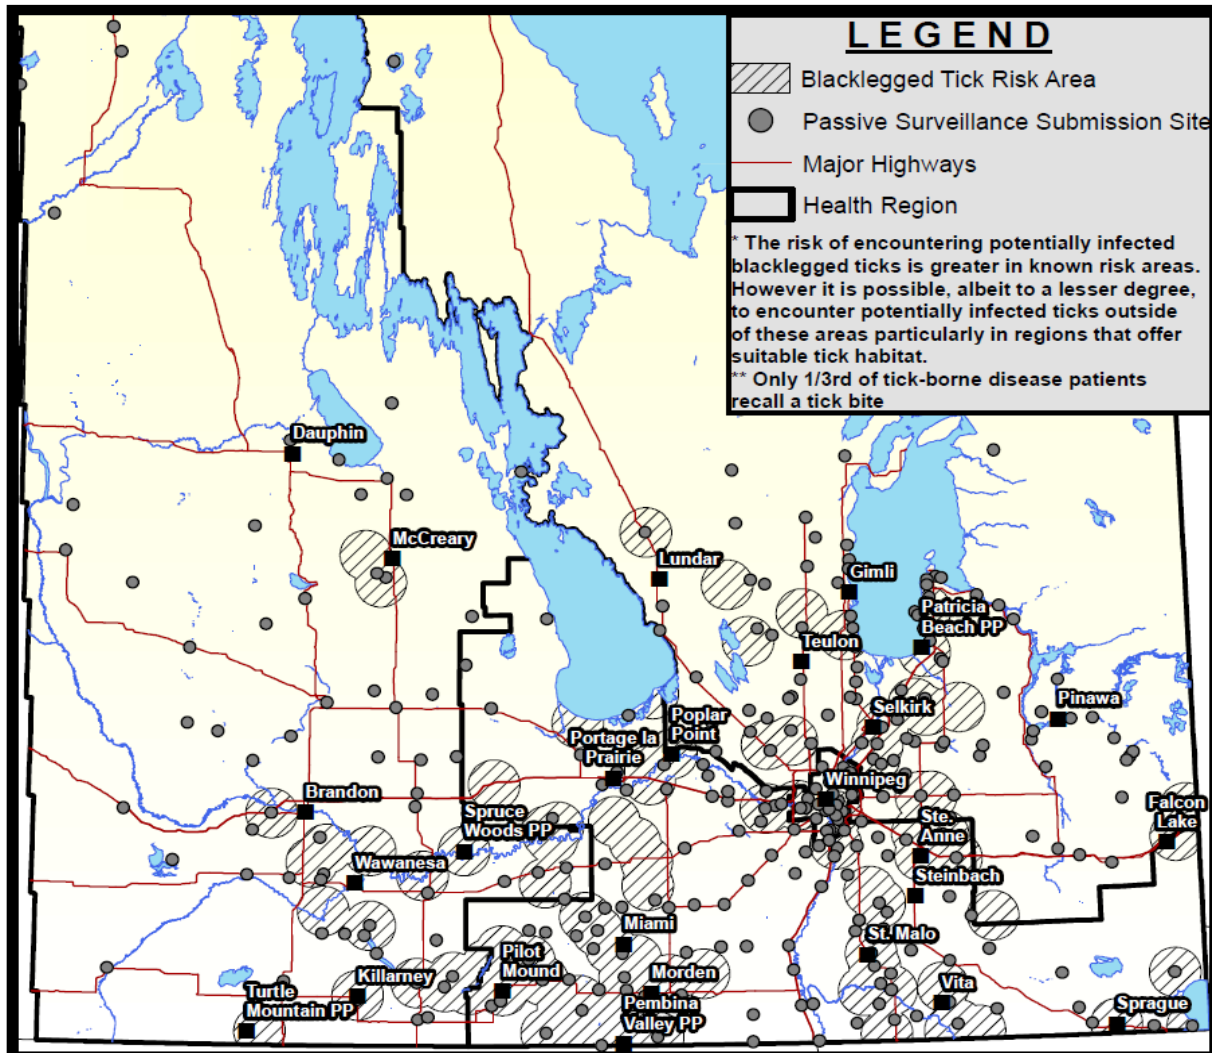 LEGEND
Blacklegged Tick Risk Area
Passive Surveillance Submission Site
Major Highways
Health Region
* The risk of encountering potentially infected
blacklegged ticks is greater in known risk areas.
However it is possible, albeit to a lesser degree,
to encounter potentially infected ticks outside
of these areas particularly in regions that offer
suitable tick habitat.
** Only 1/3rd of tick-borne disease patients
recall a tick bite
Dauphin
McCreary
Lundar
Gimli
Patricia
Beach PP
Teulon
Pinawa
Selkirk
Poplar
Point
Portage la
Prairie
Winnipeg
Brandon
Spruce
Woods PP
Falcon
Lake
Ste.
Anne
Wawanesa
Steinbach
Miami
St. Malo
Pilot
Mound
Killarney
Morden
Vita
Turtle
Mountain PP
Pembina
Valley PP
Sprague